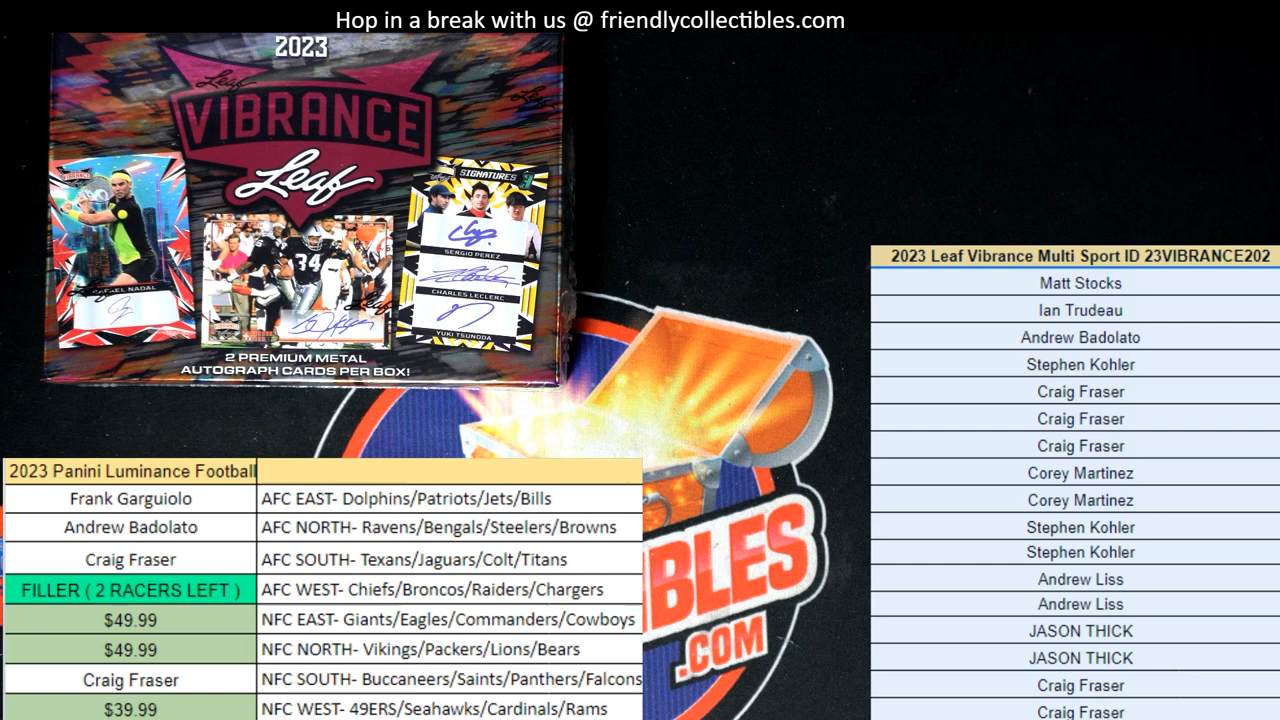 Hop in a break with us @ friendlycollectibles.com
2023
Leaf
VIBRANCE
Leaf
SIGNATURES 3
SERGIO PEREZ
CHARLES LECLERC
YUKI TSUNODA
NADAL
34
2 PREMIUM METAL
AUTOGRAPH CARDS PER BOX!
2023 Panini Luminance Football
Frank Garguiolo AFC EAST- Dolphins/Patriots/Jets/Bills
Andrew Badolato AFC NORTH- Ravens/Bengals/Steelers/Browns
Craig Fraser AFC SOUTH- Texans/Jaguars/Colt/Titans
FILLER ( 2 RACERS LEFT ) AFC WEST- Chiefs/Broncos/Raiders/Chargers
$49.99 NFC EAST- Giants/Eagles/Commanders/Cowboys
$49.99 NFC NORTH- Vikings/Packers/Lions/Bears
Craig Fraser NFC SOUTH- Buccaneers/Saints/Panthers/Falcons
$39.99 NFC WEST- 49ERS/Seahawks/Cardinals/Rams
IBLES
.COM
2023 Leaf Vibrance Multi Sport ID 23VIBRANCE202
Matt Stocks
Ian Trudeau
Andrew Badolato
Stephen Kohler
Craig Fraser
Craig Fraser
Craig Fraser
Corey Martinez
Corey Martinez
Stephen Kohler
Stephen Kohler
Andrew Liss
Andrew Liss
JASON THICK
JASON THICK
Craig Fraser
Craig Fraser